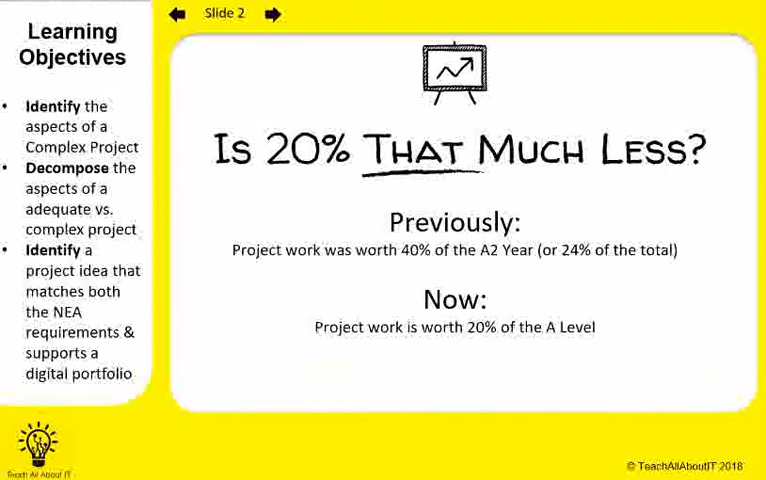 Learning
Objectives
• Identify the
aspects of a
Complex Project
• Decompose the
aspects of a
adequate vs.
complex project
• Identify a
project idea that
matches both
the NEA
requirements &
supports a
digital portfolio
Teach All About IT
Slide 2
Is 20% That Much Less?
Previously:
Project work was worth 40% of the A2 Year (or 24% of the total)
Now:
Project work is worth 20% of the A Level
© TeachAllAboutIT 2018